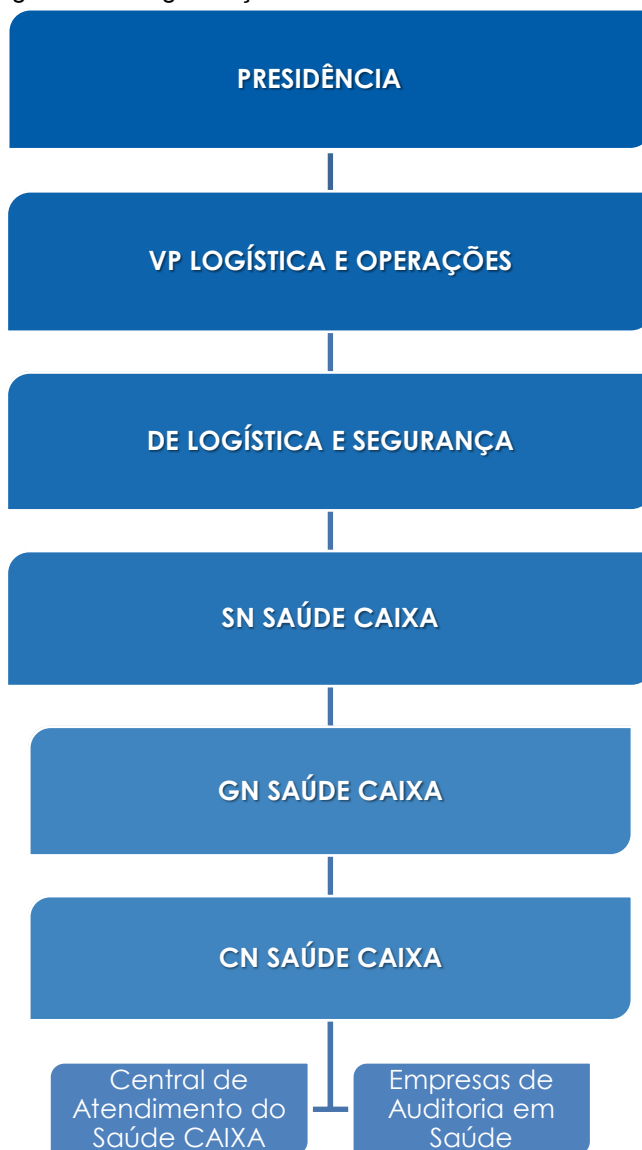 PRESIDÊNCIA
VP LOGÍSTICA E OPERAÇÕES
DE LOGÍSTICA E SEGURANÇA
SN SAÚDE CAIXA
GN SAÚDE CAIXA
CN SAÚDE CAIXA
Central de
Atendimento do
Saúde CAIXA
Empresas de
Auditoria em
Saúde